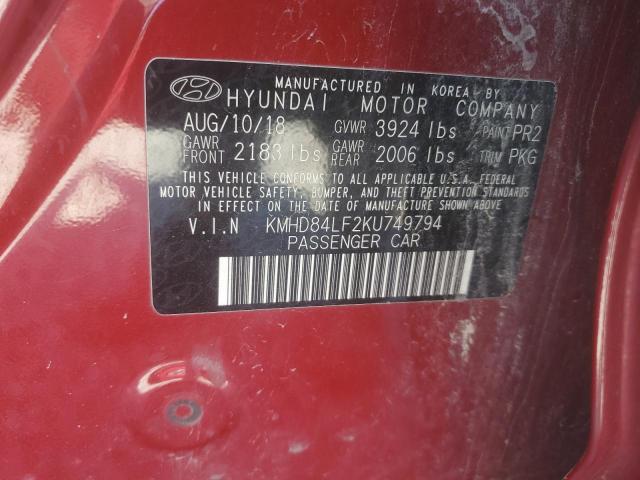 MANUFACTURED IN KOREA BY
HYUNDAI MOTOR COMPANY
AUG/10/18 GVWR 3924 lbs PAINT PR2
GAWR FRONT 2183 lbs GAWR REAR 2006 lbs TRIM PKG
THIS VEHICLE CONFORMS TO ALL APPLICABLE U.S.A. FEDERAL
MOTOR VEHICLE SAFETY, BUMPER, AND THEFT PREVENTION STANDARDS
IN EFFECT ON THE DATE OF MANUFACTURE SHOWN ABOVE.
V.I.N KMHD84LF2KU749794
PASSENGER CAR